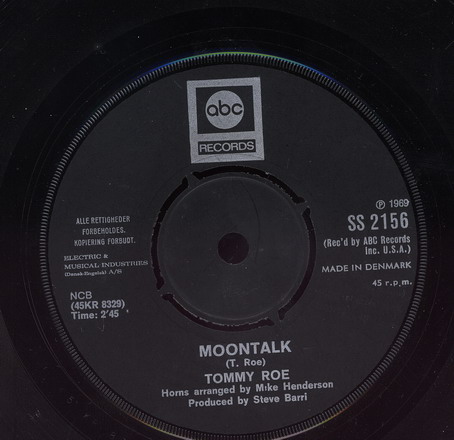 abc
RECORDS
℗ 1969
SS 2156
(Rec'd by ABC Records
Inc. U.S.A.)
MADE IN DENMARK
45 r.p.m.
ALLE RETTIGHEDER
FORBEHOLDES.
KOPIERING FORBUDT.
ELECTRIC &
MUSICAL INDUSTRIES
(Dansk-Engelsk) A/S
NCB
(45KR 8329)
Time: 2'45
MOONTALK
(T. Roe)
TOMMY ROE
Horns arranged by Mike Henderson
Produced by Steve Barri